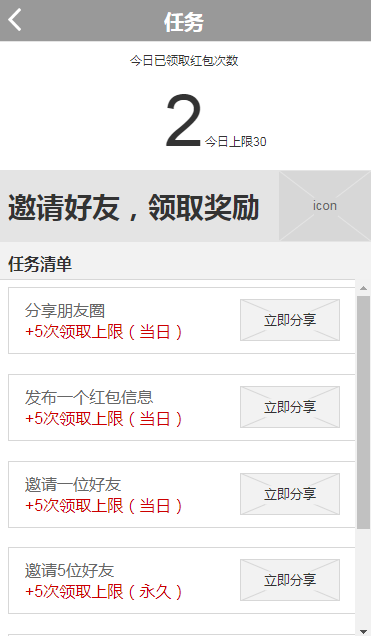 任务
今日已领取红包次数
2 今日上限30
邀请好友，领取奖励
icon
任务清单
分享朋友圈
+5次领取上限（当日）
立即分享
发布一个红包信息
+5次领取上限（当日）
立即分享
邀请一位好友
+5次领取上限（当日）
立即分享
邀请5位好友
+5次领取上限（永久）
立即分享